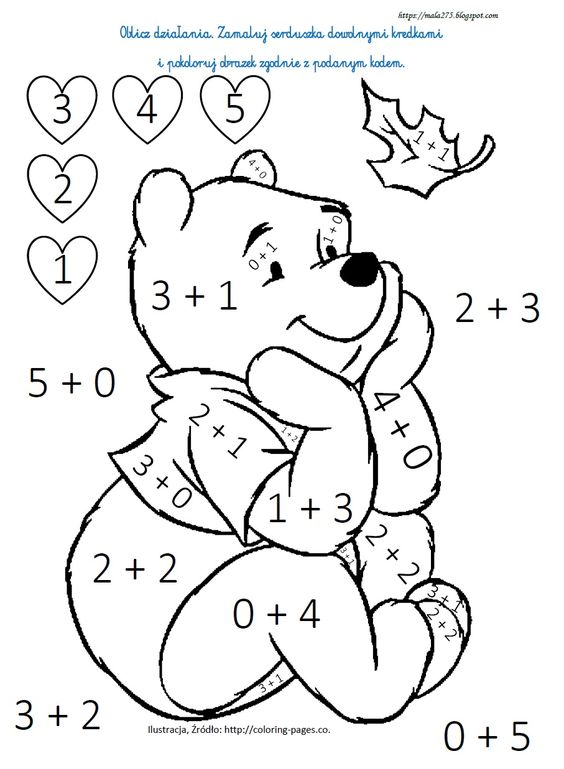 https://mala275.blogspot.com
Oblicz działania. Zamaluj serduszka dowolnymi kredkami
i pokoloruj obrazek zgodnie z podanym kodem.
3 4 5
1 + 1
2
4 + 0
1 + 0
0 + 1
1
3 + 1
2 + 3
5 + 0
4 + 0
2 + 1
1+2
3 + 0
1 + 3
2 + 2
3+1
2 + 2
0 + 4
3 + 1
2 + 2
3+1
3 + 2
Ilustracja, Źródło: http://coloring-pages.co.
0 + 5